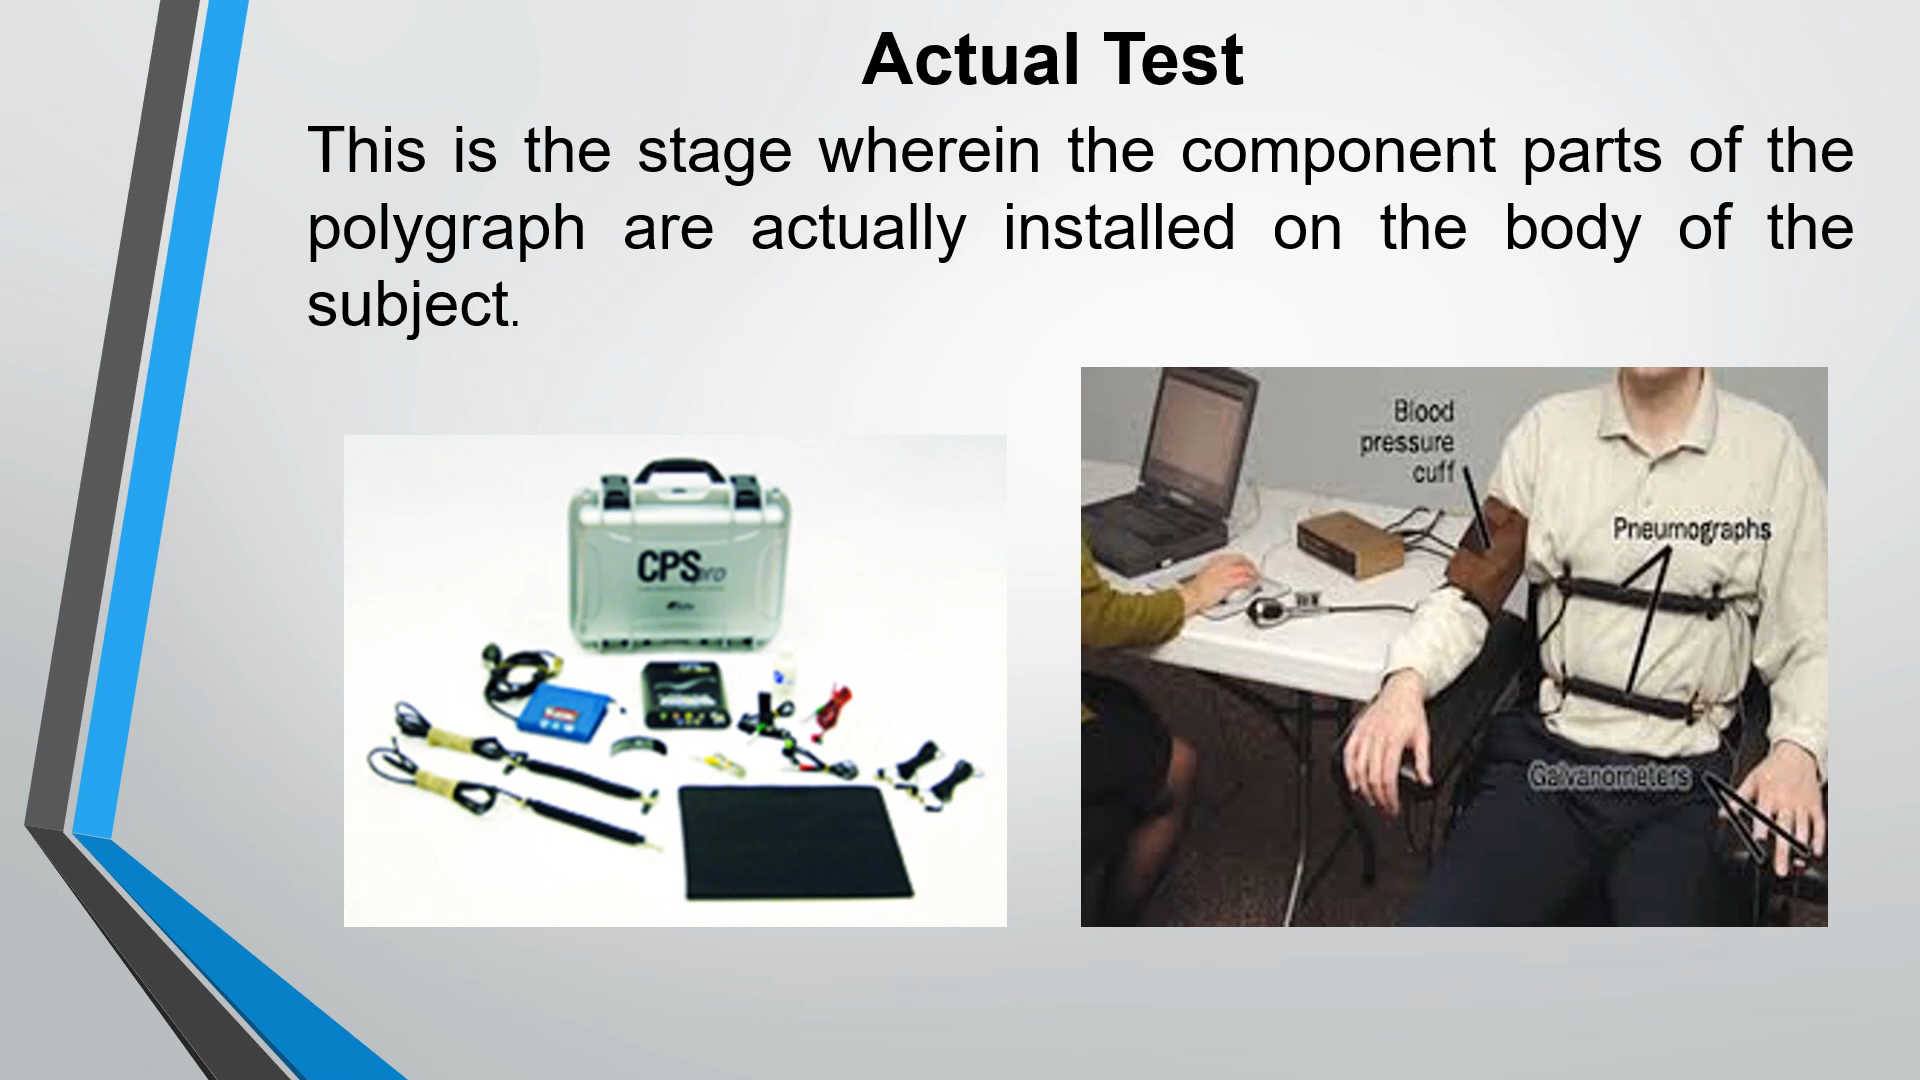 Actual Test
This is the stage wherein the component parts of the
polygraph are actually installed on the body of the
subject.
Blood
pressure
cuff
Pneumographs
CPSpro
Galvanometers